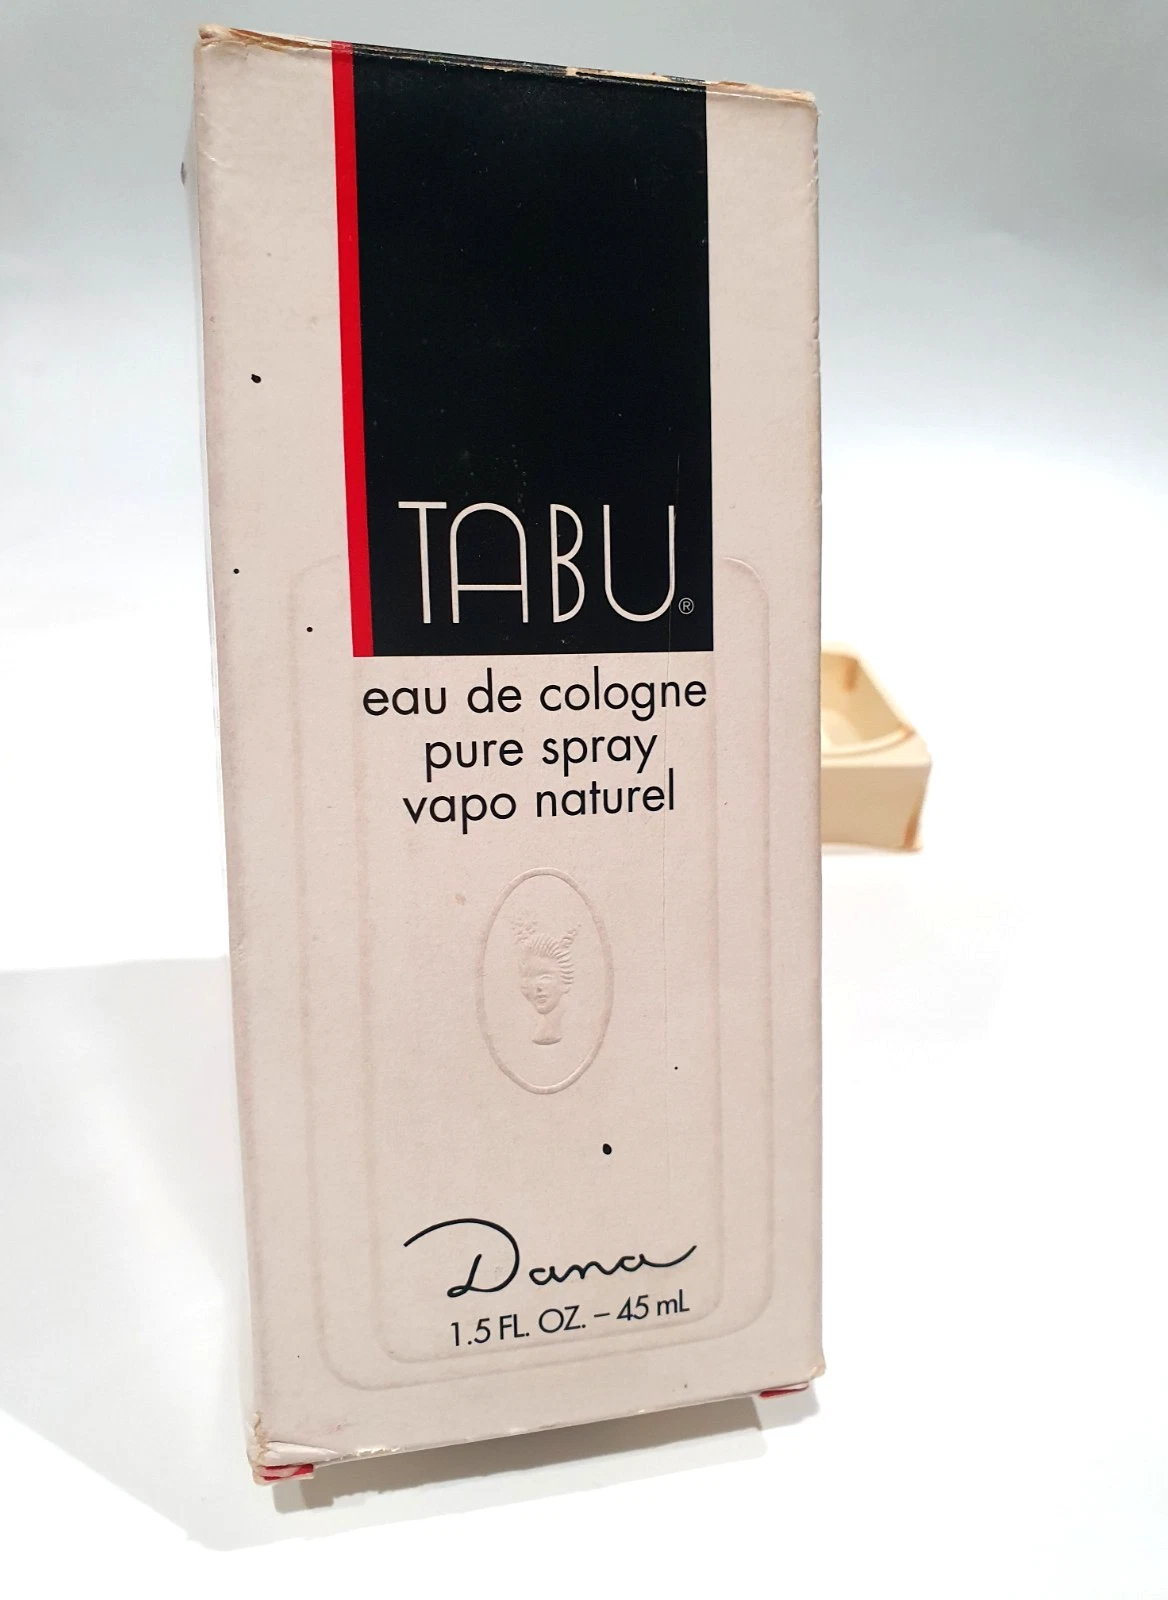 TABU®
eau de cologne
pure spray
vapo naturel
Dana
1.5 FL. OZ. – 45 mL